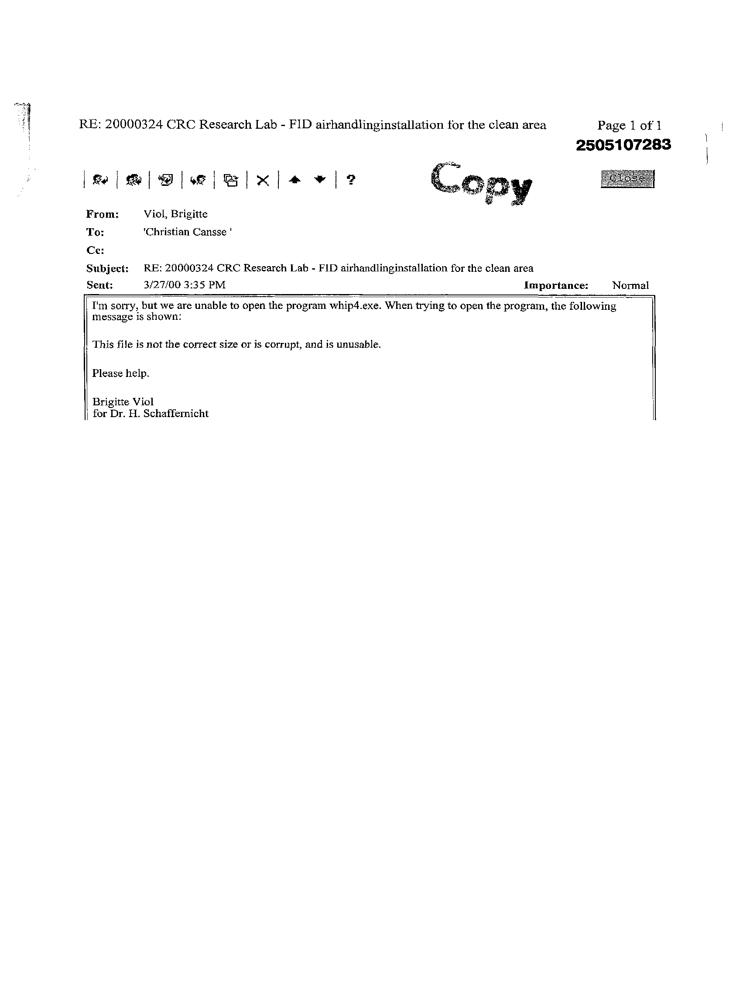 RE: 20000324 CRC Research Lab - FID airhandlinginstallation for the clean area Page 1 of 1
2505107283
? Copy Close
From: Viol, Brigitte
To: 'Christian Cansse '
Cc:
Subject: RE: 20000324 CRC Research Lab - FID airhandlinginstallation for the clean area
Sent: 3/27/00 3:35 PM Importance: Normal
I'm sorry, but we are unable to open the program whip4.exe. When trying to open the program, the following
message is shown:
This file is not the correct size or is corrupt, and is unusable.
Please help.
Brigitte Viol
for Dr. H. Schaffernicht